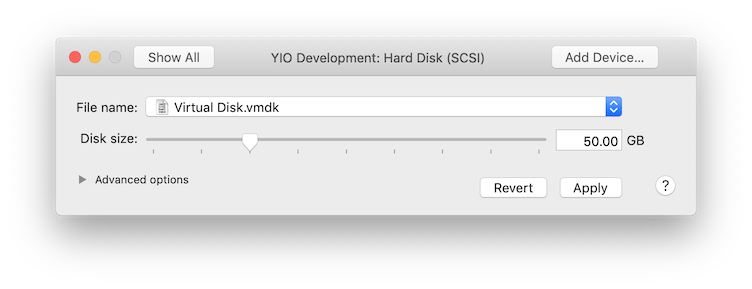 Show All YIO Development: Hard Disk (SCSI) Add Device...
File name: Virtual Disk.vmdk
Disk size: 50.00 GB
Advanced options
Revert Apply ?